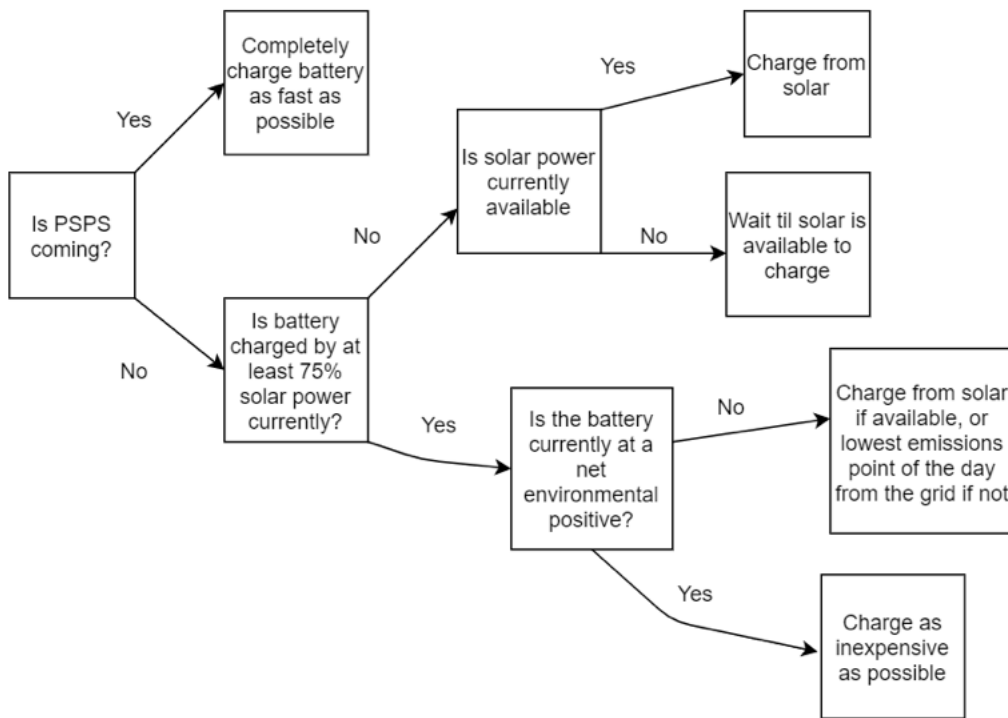 Is PSPS
coming?
Yes
Completely
charge battery
as fast as
possible
No
Is battery
charged by at
least 75%
solar power
currently?
No
Is solar power
currently
available
Yes
Charge from
solar
No
Wait til solar is
available to
charge
Yes
Is the battery
currently at a
net
environmental
positive?
No
Charge from solar
if available, or
lowest emissions
point of the day
from the grid if not
Yes
Charge as
inexpensive
as possible